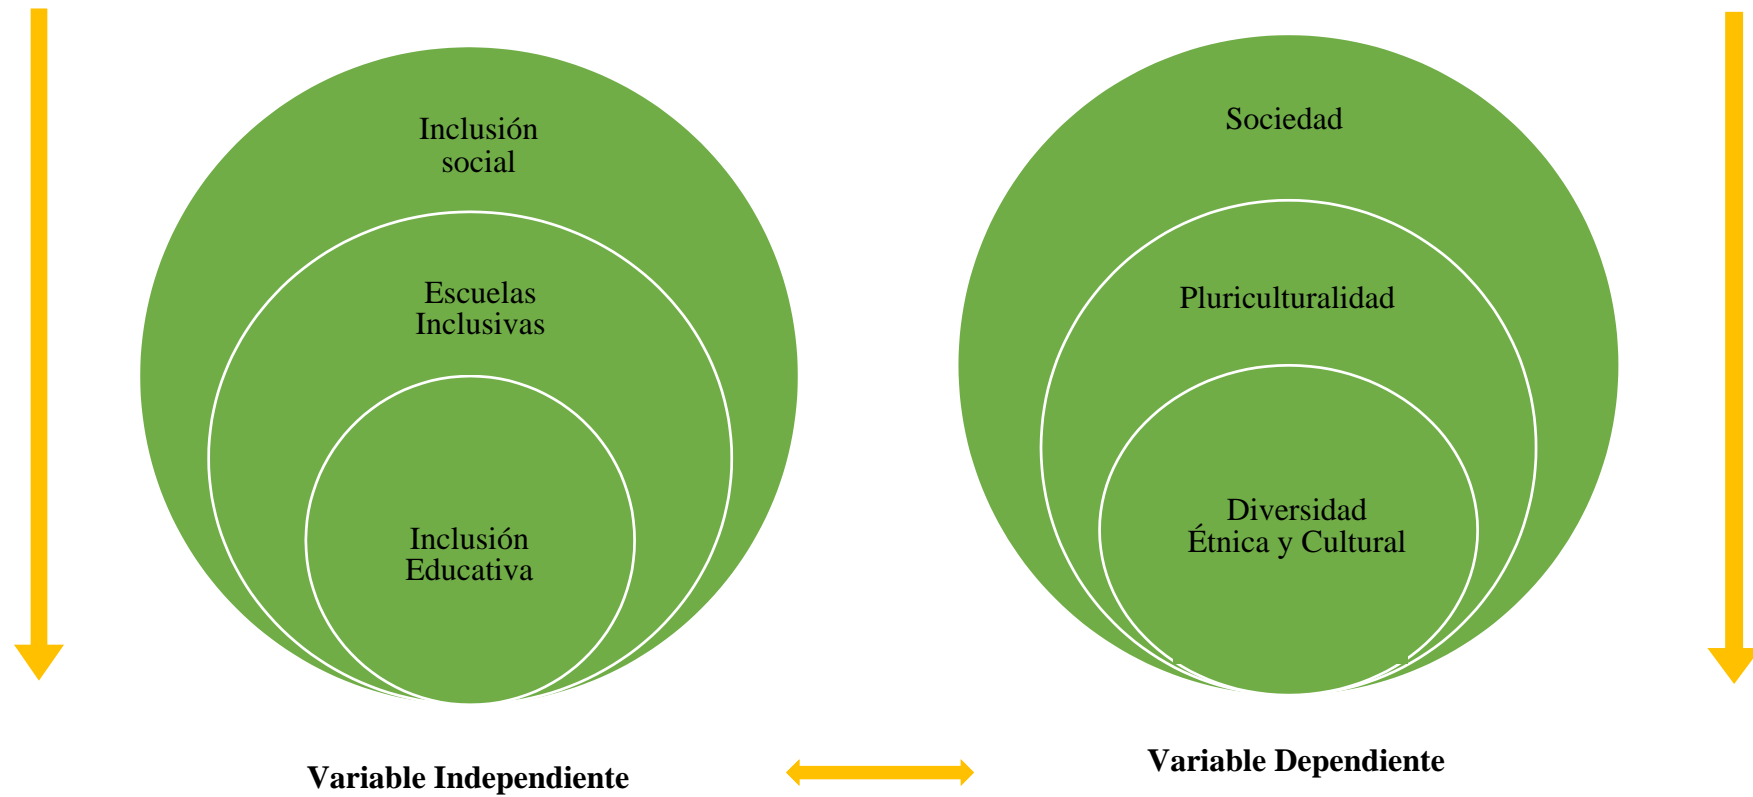 Inclusión
social
Escuelas
Inclusivas
Inclusión
Educativa
Variable Independiente
Sociedad
Pluriculturalidad
Diversidad
Étnica y Cultural
Variable Dependiente